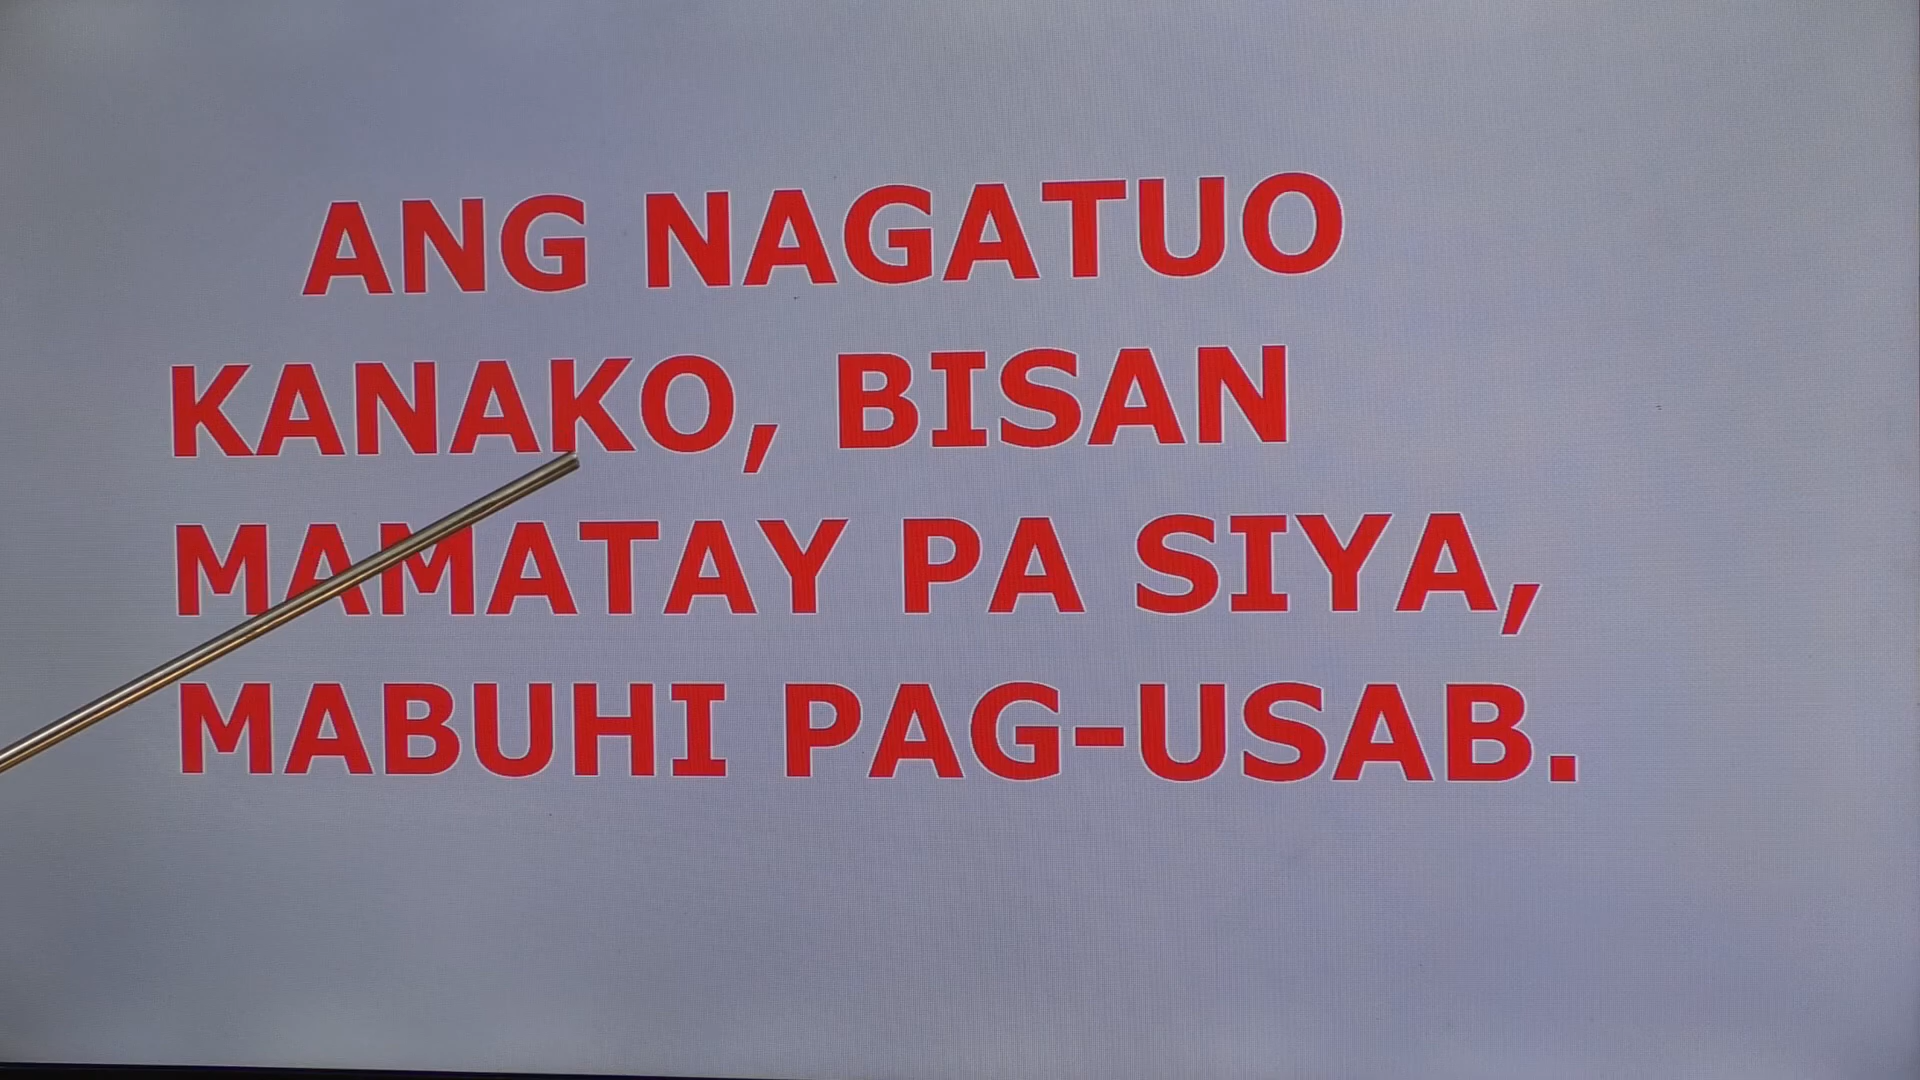 ANG NAGATUO
KANAKO, BISAN
MAMATAY PA SIYA,
MABUHI PAG-USAB.